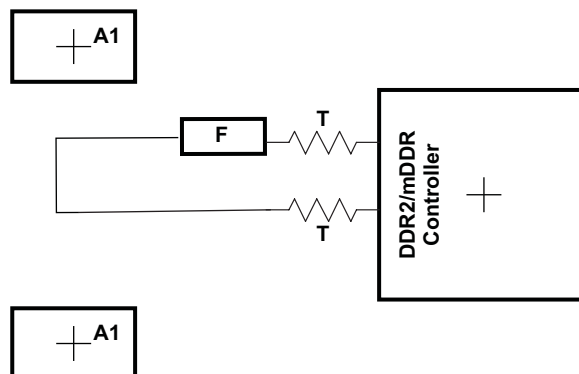 A1
T
F
DDR2/mDDR
Controller
T
A1